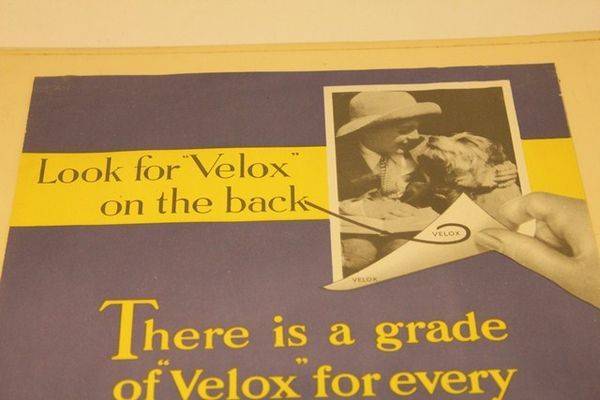 Look for "Velox"
on the back
VELOX
VELOX
There is a grade
of "Velox" for every